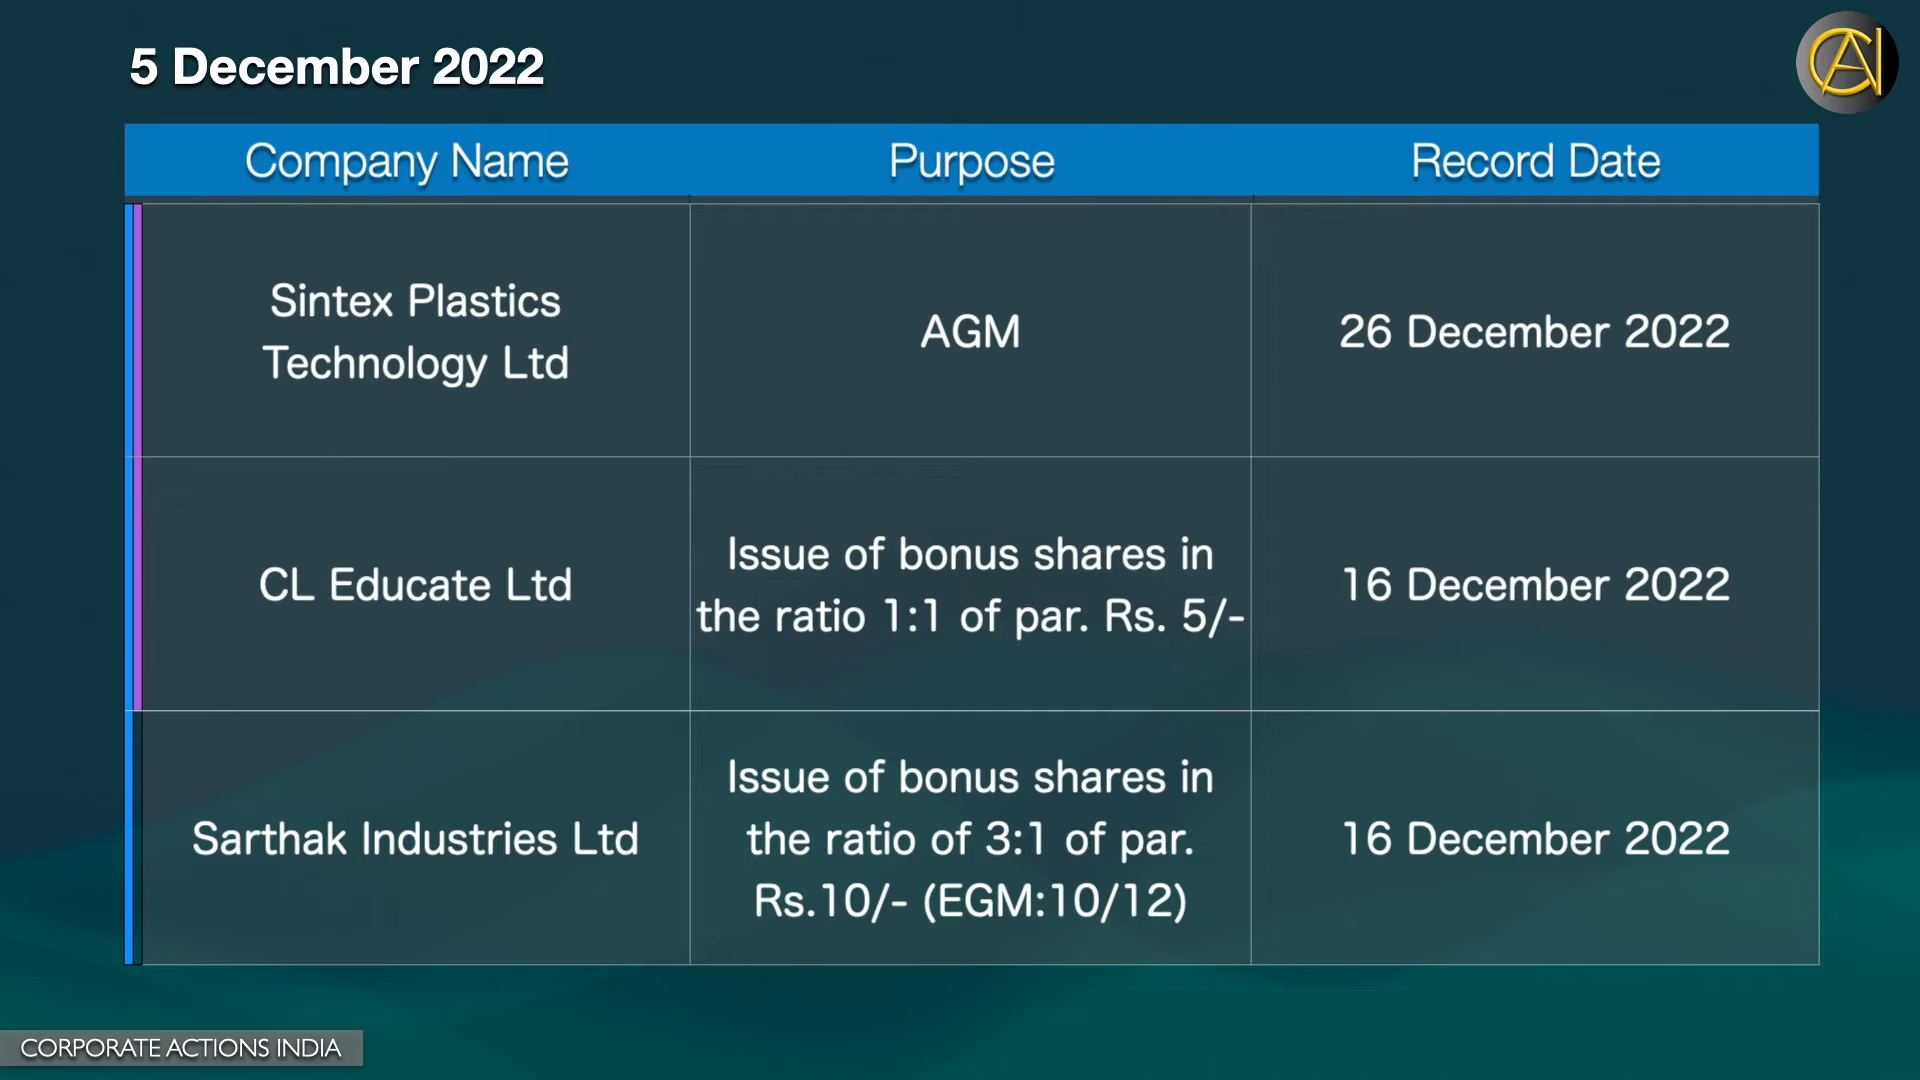 5 December 2022
CAI
Company Name
Purpose
Record Date
Sintex Plastics
Technology Ltd
AGM
26 December 2022
CL Educate Ltd
Issue of bonus shares in
the ratio 1:1 of par. Rs. 5/-
16 December 2022
Sarthak Industries Ltd
Issue of bonus shares in
the ratio of 3:1 of par.
Rs.10/- (EGM:10/12)
16 December 2022
CORPORATE ACTIONS INDIA